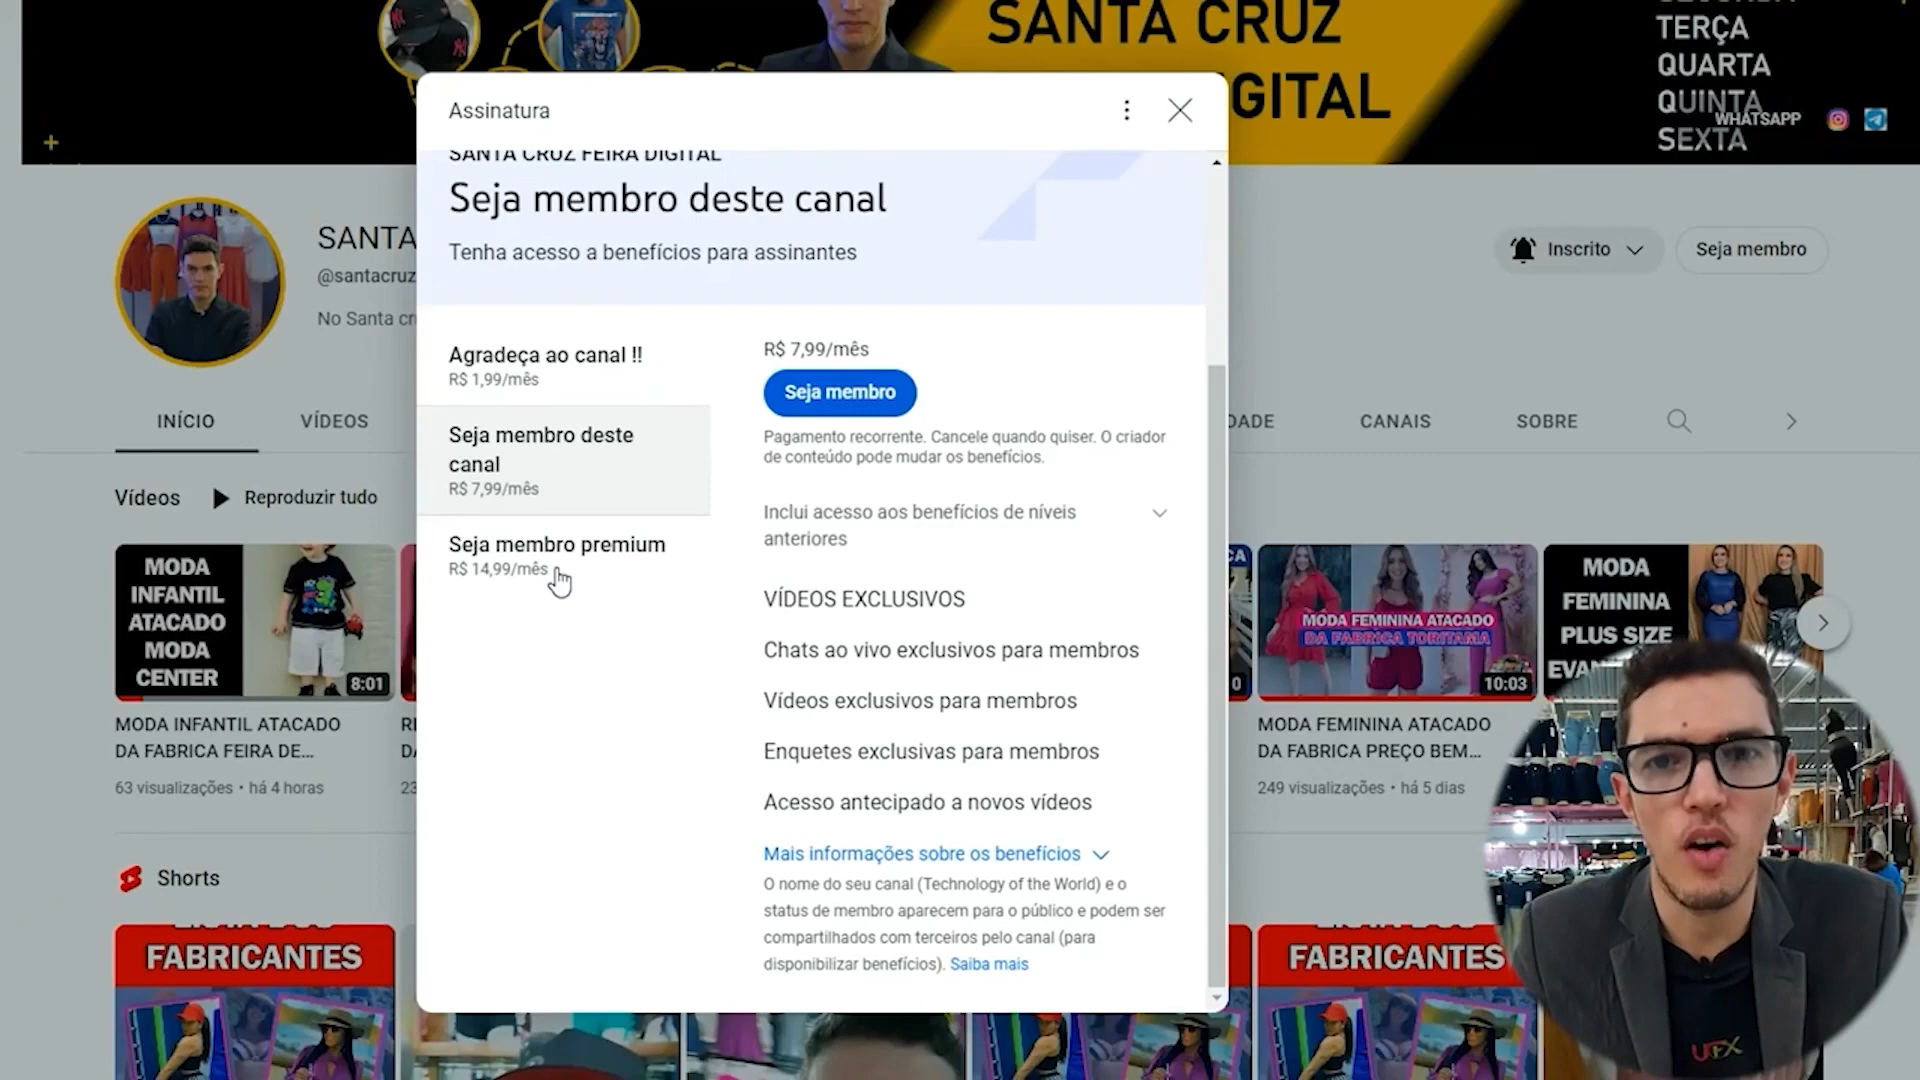 SANTA CRUZ
GITAL
TERÇA
QUARTA
QUINTA
SEXTA
WHATSAPP
Assinatura
SANTA CRUZ FEIRA DIGITAL
Seja membro deste canal
Tenha acesso a benefícios para assinantes
SANTA
@santacruz
No Santa
Inscrito
Seja membro
Agradeça ao canal !!
R$ 1,99/mês
Seja membro deste
canal
R$ 7,99/mês
Seja membro premium
R$ 14,99/mês
R$ 7,99/mês
Seja membro
Pagamento recorrente. Cancele quando quiser. O criador
de conteúdo pode mudar os benefícios.
Inclui acesso aos benefícios de níveis
anteriores
VÍDEOS EXCLUSIVOS
Chats ao vivo exclusivos para membros
Vídeos exclusivos para membros
Enquetes exclusivas para membros
Acesso antecipado a novos vídeos
Mais informações sobre os benefícios
O nome do seu canal (Technology of the World) e o
status de membro aparecem para o público e podem ser
compartilhados com terceiros pelo canal (para
disponibilizar benefícios). Saiba mais
INÍCIO
VÍDEOS
DADE
CANAIS
SOBRE
Vídeos
Reproduzir tudo
MODA
INFANTIL
ATACADO
MODA
CENTER
8:01
MODA INFANTIL ATACADO
DA FABRICA FEIRA DE...
63 visualizações • há 4 horas
MODA FEMININA ATACADO
DA FABRICA TORITAMA
10:03
MODA FEMININA ATACADO
DA FABRICA PREÇO BEM...
249 visualizações • há 5 dias
MODA
FEMININA
PLUS SIZE
Shorts
FABRICANTES
FABRICANTES